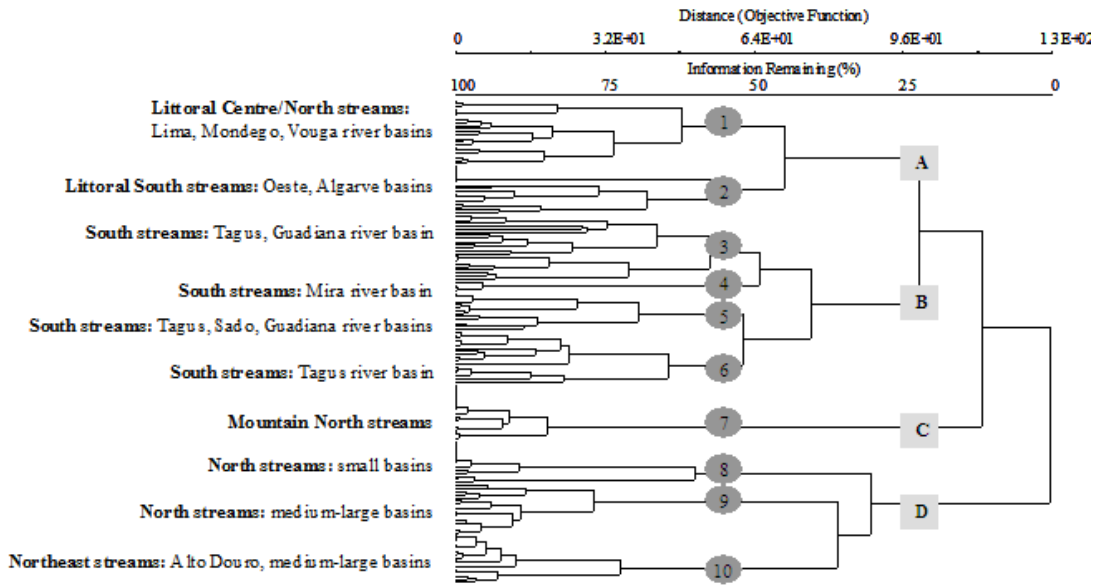 Distance (Objective Function)
0 3.2E+01 6.4E+01 9.6E+01 1.3E+02
Information Remaining (%)
100 75 50 25 0
Littoral Centre/North streams:
Lima, Mondego, Vouga river basins
1
A
Littoral South streams: Oeste, Algarve basins
2
South streams: Tagus, Guadiana river basin
3
South streams: Mira river basin
4
B
South streams: Tagus, Sado, Guadiana river basins
5
South streams: Tagus river basin
6
Mountain North streams
7
C
North streams: small basins
8
North streams: medium-large basins
9
D
Northeast streams: Alto Douro, medium-large basins
10